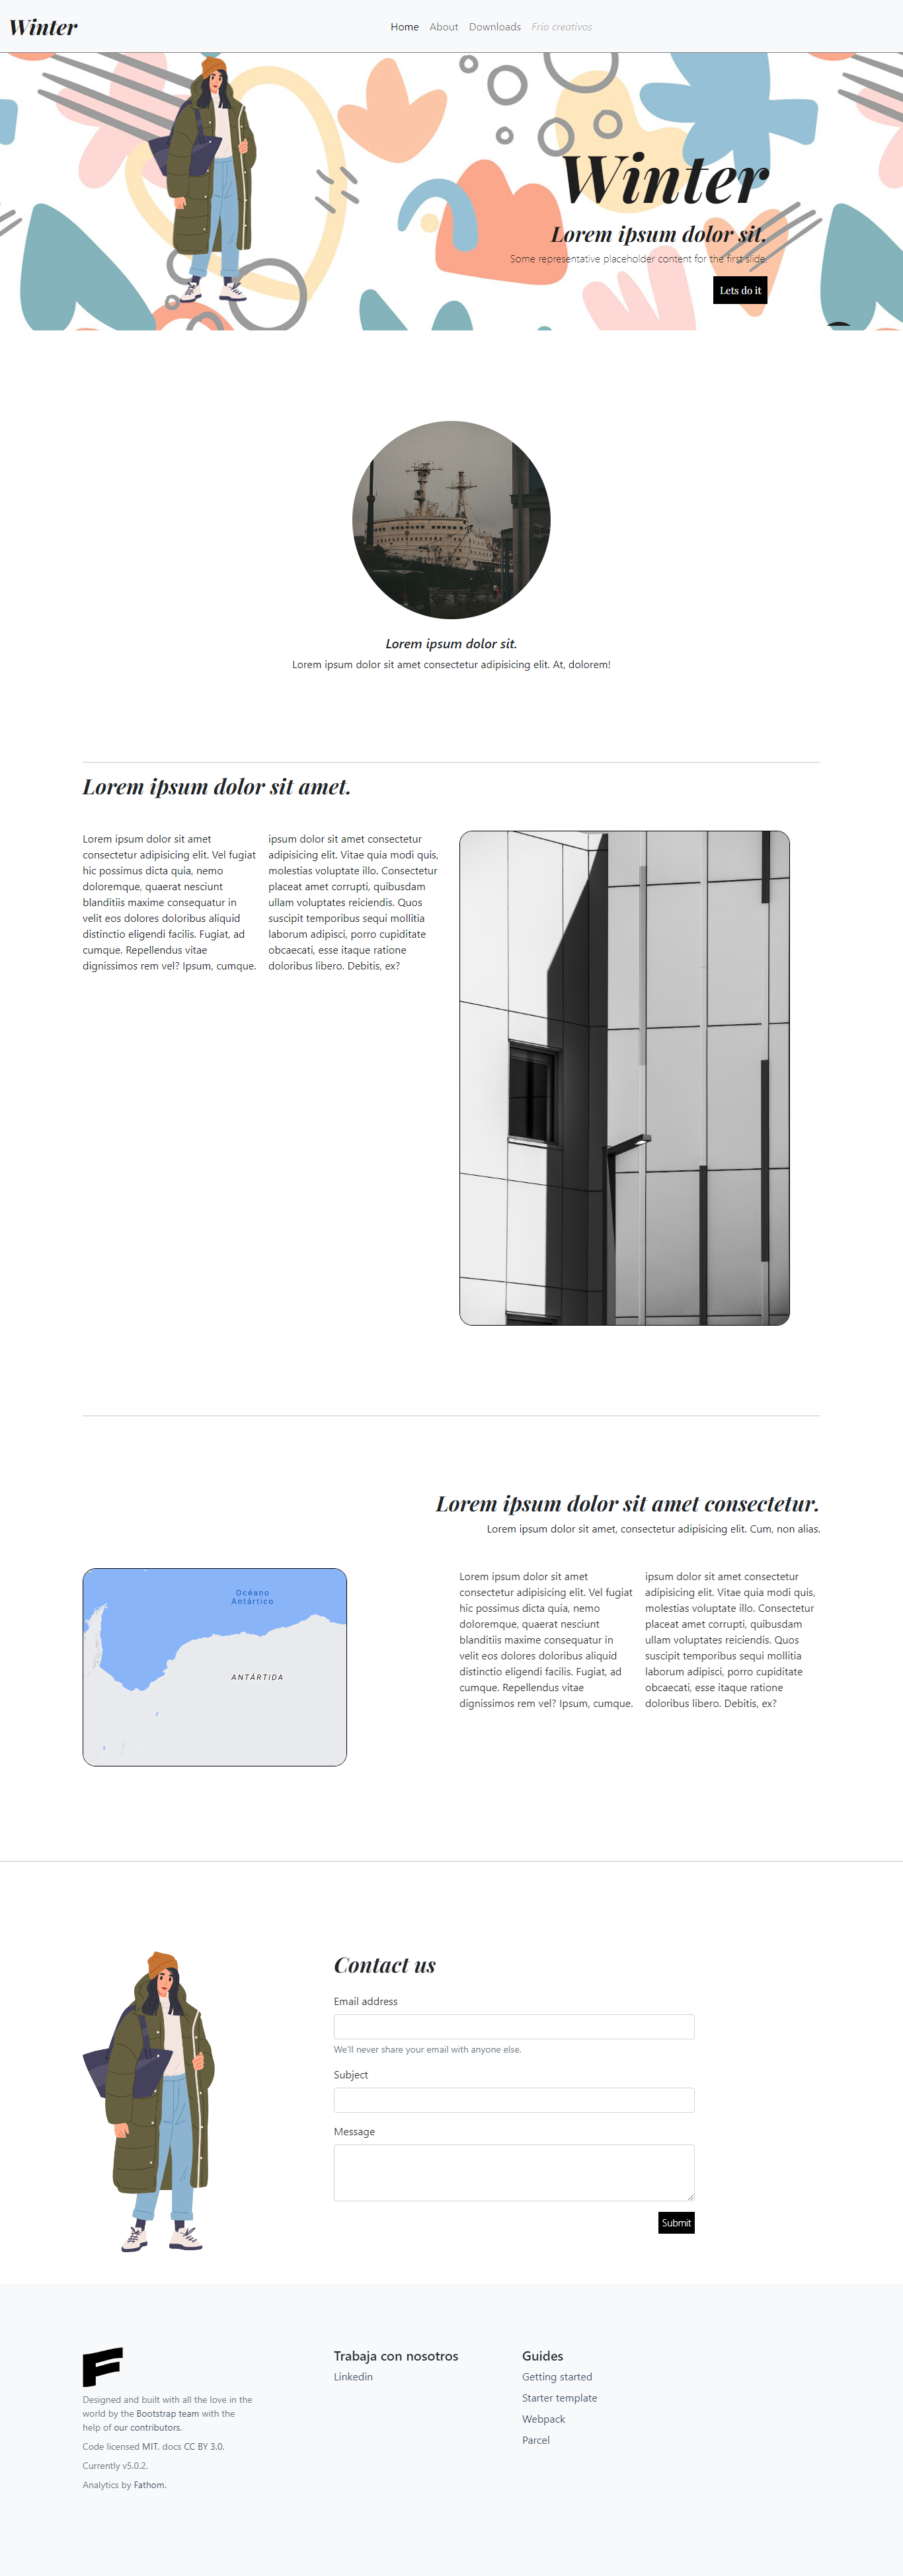 Winter
Home About Downloads Frio creativos
Winter
Lorem ipsum dolor sit.
Some representative placeholder content for the first slide.
Lets do it
Lorem ipsum dolor sit.
Lorem ipsum dolor sit amet consectetur adipisicing elit. At, dolorem!
Lorem ipsum dolor sit amet.
Lorem ipsum dolor sit amet
consectetur adipisicing elit. Vel fugiat
hic possimus dicta quia, nemo
doloremque, quaerat nesciunt
blanditiis maxime consequatur in
velit eos dolores doloribus aliquid
distinctio eligendi facilis. Fugiat, ad
cumque. Repellendus vitae
dignissimos rem vel? Ipsum, cumque.
ipsum dolor sit amet consectetur
adipisicing elit. Vitae quia modi quis,
molestias voluptate illo. Consectetur
placeat amet corrupti, quibusdam
ullam voluptates reiciendis. Quos
suscipit temporibus sequi mollitia
laborum adipisci, porro cupiditate
obcaecati, esse itaque ratione
doloribus libero. Debitis, ex?
Lorem ipsum dolor sit amet consectetur.
Lorem ipsum dolor sit amet, consectetur adipisicing elit. Cum, non alias.
Océano
Antártico
ANTÁRTIDA
Lorem ipsum dolor sit amet
consectetur adipisicing elit. Vel fugiat
hic possimus dicta quia, nemo
doloremque, quaerat nesciunt
blanditiis maxime consequatur in
velit eos dolores doloribus aliquid
distinctio eligendi facilis. Fugiat, ad
cumque. Repellendus vitae
dignissimos rem vel? Ipsum, cumque.
ipsum dolor sit amet consectetur
adipisicing elit. Vitae quia modi quis,
molestias voluptate illo. Consectetur
placeat amet corrupti, quibusdam
ullam voluptates reiciendis. Quos
suscipit temporibus sequi mollitia
laborum adipisci, porro cupiditate
obcaecati, esse itaque ratione
doloribus libero. Debitis, ex?
Contact us
Email address
We'll never share your email with anyone else.
Subject
Message
Submit
F
Designed and built with all the love in the
world by the Bootstrap team with the
help of our contributors.
Code licensed MIT, docs CC BY 3.0.
Currently v5.0.2.
Analytics by Fathom.
Trabaja con nosotros
Linkedin
Guides
Getting started
Starter template
Webpack
Parcel